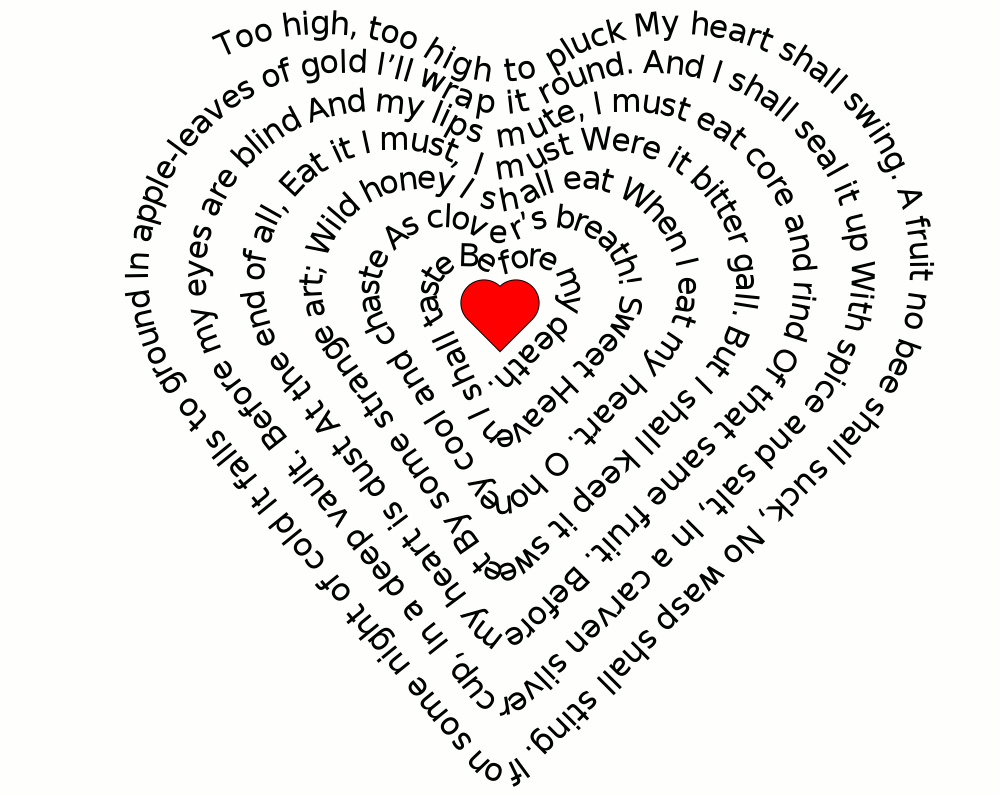 Too high, too high to pluck My heart shall swing. A fruit no bee shall suck, No wasp shall sting. If on some night of cold It falls to ground
In apple-leaves of gold I’ll wrap it round. And I shall seal it up With spice and salt, In a carven silver cup, In a deep vault. Before my eyes are blind
And my lips mute, I must eat core and rind Of that same fruit. Before my heart is dust At the end of all,
Eat it I must, I must Were it bitter gall. But I shall keep it sweet By some strange art;
Wild honey I shall eat When I eat my heart. O honey cool and chaste
As clover's breath! Sweet Heaven I shall taste
Before my death.